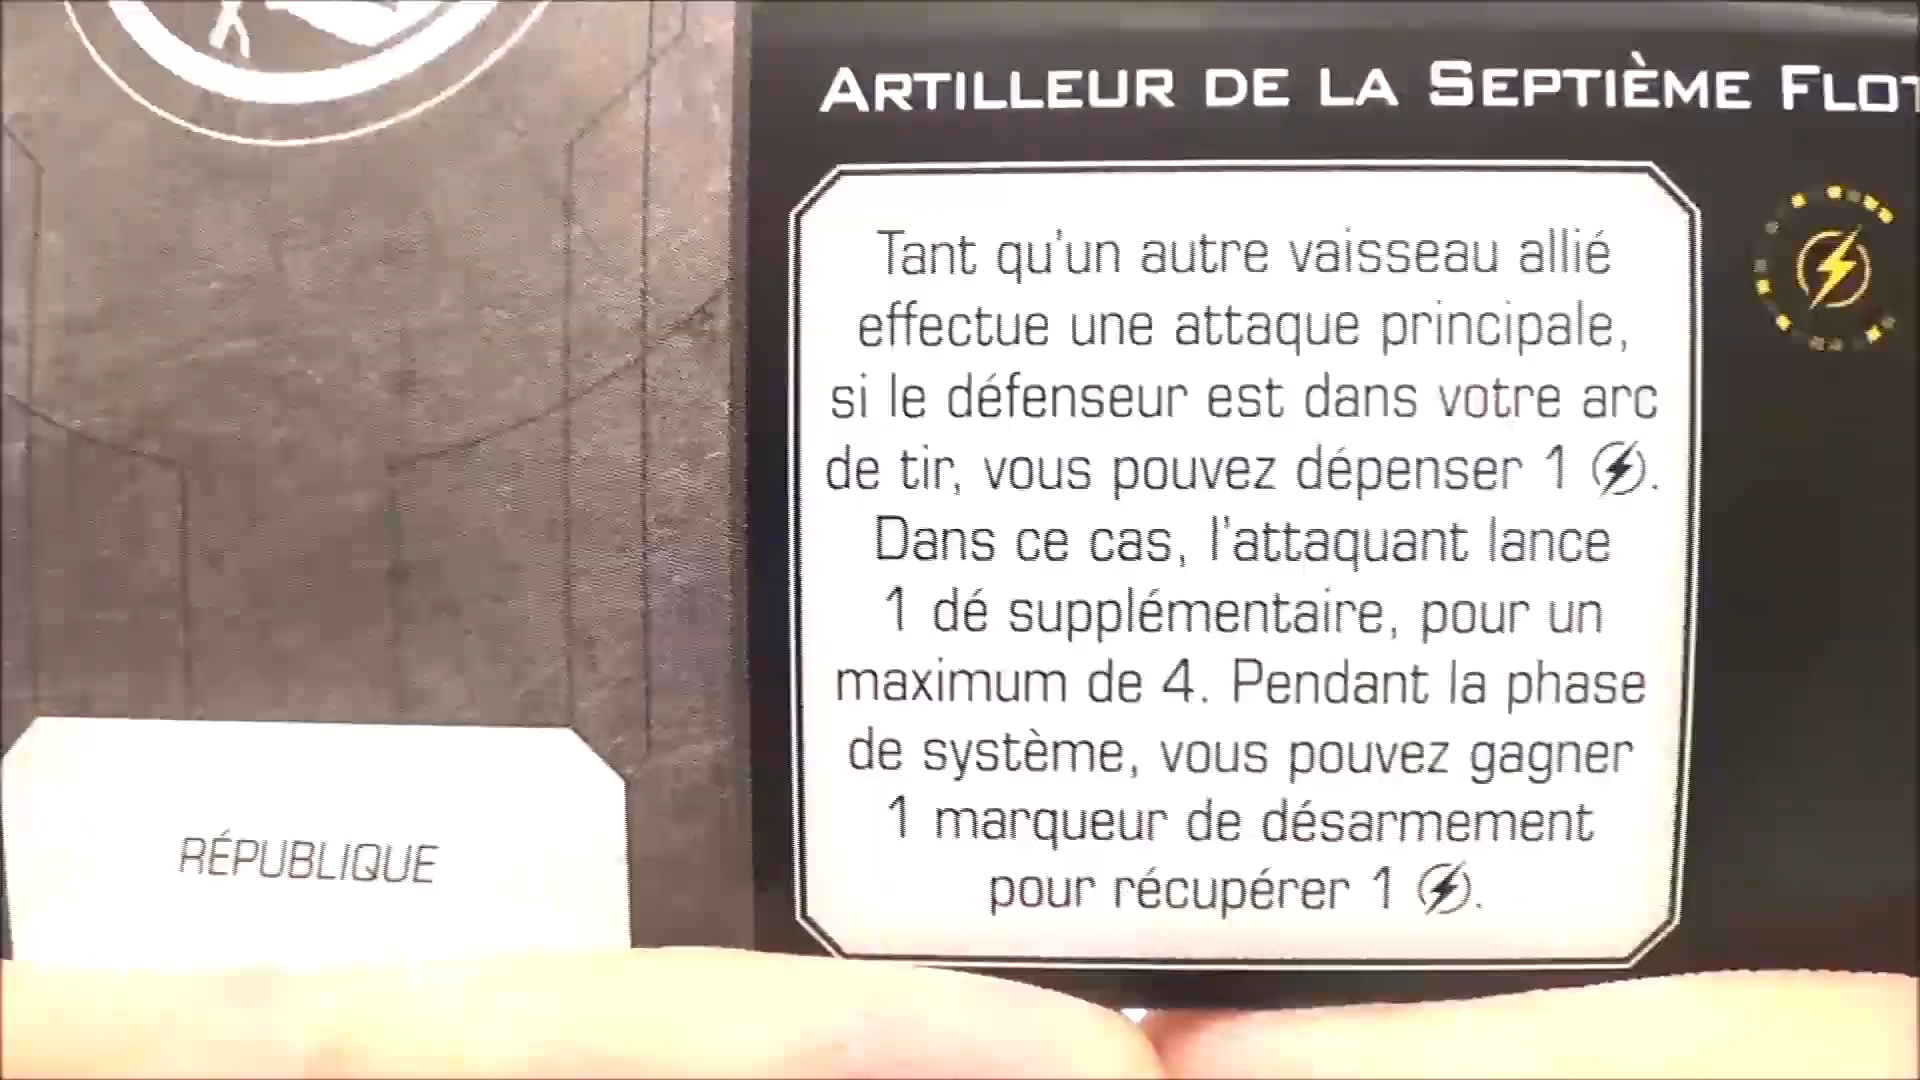 ARTILLEUR DE LA SEPTIÈME
Tant qu'un autre vaisseau allié
effectue une attaque principale,
si le défenseur est dans votre arc
de tir, vous pouvez dépenser 1 .
Dans ce cas, l'attaquant lance
1 dé supplémentaire, pour un
maximum de 4. Pendant la phase
de système, vous pouvez gagner
1 marqueur de désarmement
pour récupérer 1 .
RÉPUBLIQUE